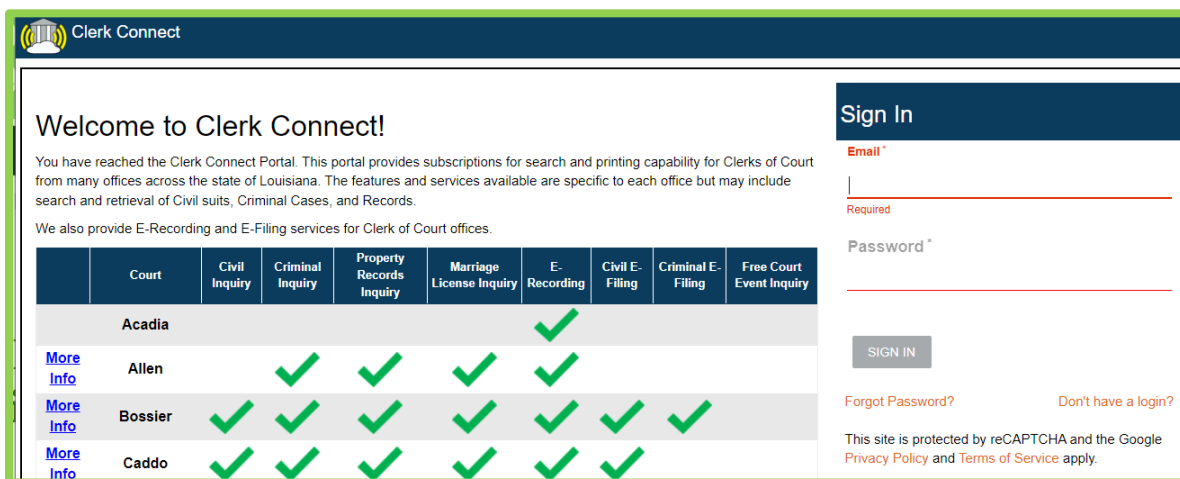 Clerk Connect
Welcome to Clerk Connect!
You have reached the Clerk Connect Portal. This portal provides subscriptions for search and printing capability for Clerks of Court
from many offices across the state of Louisiana. The features and services available are specific to each office but may include
search and retrieval of Civil suits, Criminal Cases, and Records.
We also provide E-Recording and E-Filing services for Clerk of Court offices.
Court
Civil
Inquiry
Criminal
Inquiry
Property
Records
Inquiry
Marriage
License Inquiry
E-
Recording
Civil E-
Filing
Criminal E-
Filing
Free Court
Event Inquiry
Acadia
More
Info
Allen
More
Info
Bossier
More
Info
Caddo
Sign In
Email *
Required
Password *
SIGN IN
Forgot Password?
Don't have a login?
This site is protected by reCAPTCHA and the Google
Privacy Policy and Terms of Service apply.